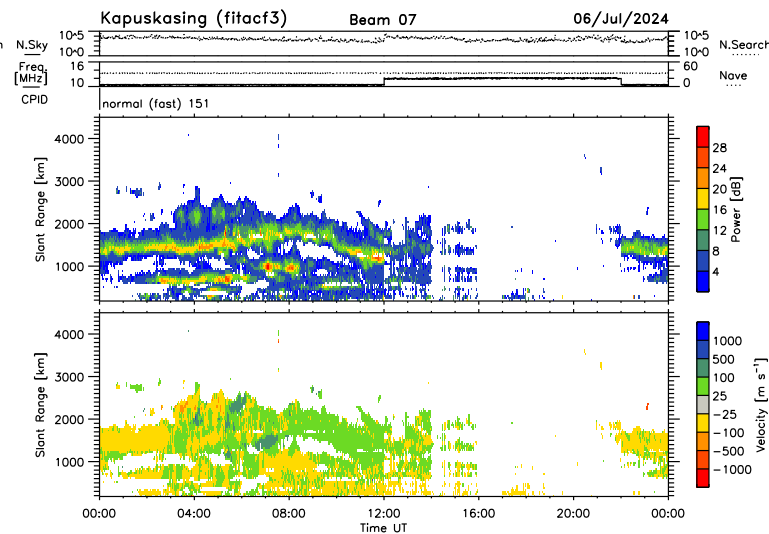 Kapuskasing (fitacf3) Beam 07 06/Jul/2024
n N.Sky 10^5 10^0 10^5 10^0 N.Search
Freq. [MHz] 16 10 60 0 Nave
CPID normal (fast) 151
Slant Range [km] 4000 3000 2000 1000
Power [dB] 28 24 20 16 12 8 4
Slant Range [km] 4000 3000 2000 1000
Velocity [m s⁻¹] 1000 500 100 25 −25 −100 −500 −1000
00:00 04:00 08:00 12:00 16:00 20:00 00:00
Time UT